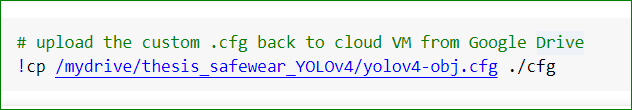 # upload the custom .cfg back to cloud VM from Google Drive
!cp /mydrive/thesis_safewear_YOLOv4/yolov4-obj.cfg ./cfg